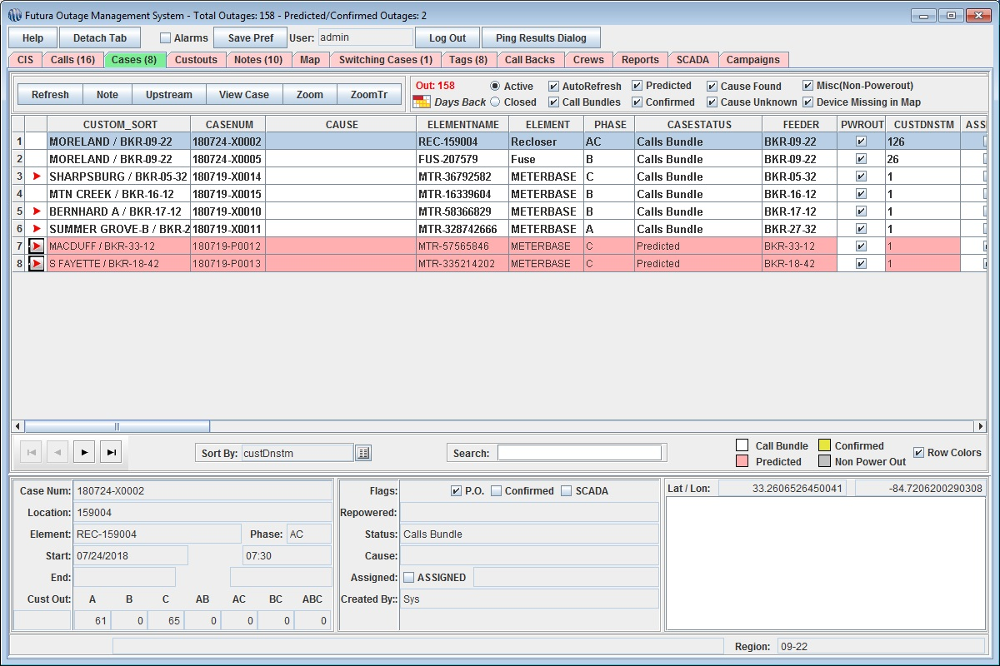 Futura Outage Management System - Total Outages: 158 - Predicted/Confirmed Outages: 2
Help Detach Tab Alarms Save Pref User: admin Log Out Ping Results Dialog
CIS Calls (16) Cases (8) Custouts Notes (10) Map Switching Cases (1) Tags (8) Call Backs Crews Reports SCADA Campaigns
Refresh Note Upstream View Case Zoom ZoomTr
Out: 158 Active AutoRefresh Predicted Cause Found Misc(Non-Powerout)
Days Back Closed Call Bundles Confirmed Cause Unknown Device Missing in Map
CUSTOM_SORT CASENUM CAUSE ELEMENTNAME ELEMENT PHASE CASESTATUS FEEDER PWROUT CUSTDNSTM ASS
1 MORELAND / BKR-09-22 180724-X0002 REC-159004 Recloser AC Calls Bundle BKR-09-22 126
2 MORELAND / BKR-09-22 180724-X0005 FUS-207579 Fuse B Calls Bundle BKR-09-22 26
3 SHARPSBURG / BKR-05-32 180719-X0014 MTR-36792582 METERBASE C Calls Bundle BKR-05-32 1
4 MTN CREEK / BKR-16-12 180719-X0015 MTR-16339604 METERBASE B Calls Bundle BKR-16-12 1
5 BERNHARD A / BKR-17-12 180719-X0010 MTR-58366829 METERBASE B Calls Bundle BKR-17-12 1
6 SUMMER GROVE-B / BKR-2 180719-X0011 MTR-328742666 METERBASE A Calls Bundle BKR-27-32 1
7 MACDUFF / BKR-33-12 180719-P0012 MTR-57565846 METERBASE C Predicted BKR-33-12 1
8 S FAYETTE / BKR-18-42 180719-P0013 MTR-335214202 METERBASE C Predicted BKR-18-42 1
Sort By: custDnstm Search: Call Bundle Confirmed Row Colors
Predicted Non Power Out
Case Num: 180724-X0002
Location: 159004
Element: REC-159004 Phase: AC
Start: 07/24/2018 07:30
End:
Cust Out: A B C AB AC BC ABC
61 0 65 0 0 0 0
Flags: P.O. Confirmed SCADA
Repowered:
Status: Calls Bundle
Cause:
Assigned: ASSIGNED
Created By:: Sys
Lat / Lon: 33.2606526450041 -84.7206200290308
Region: 09-22